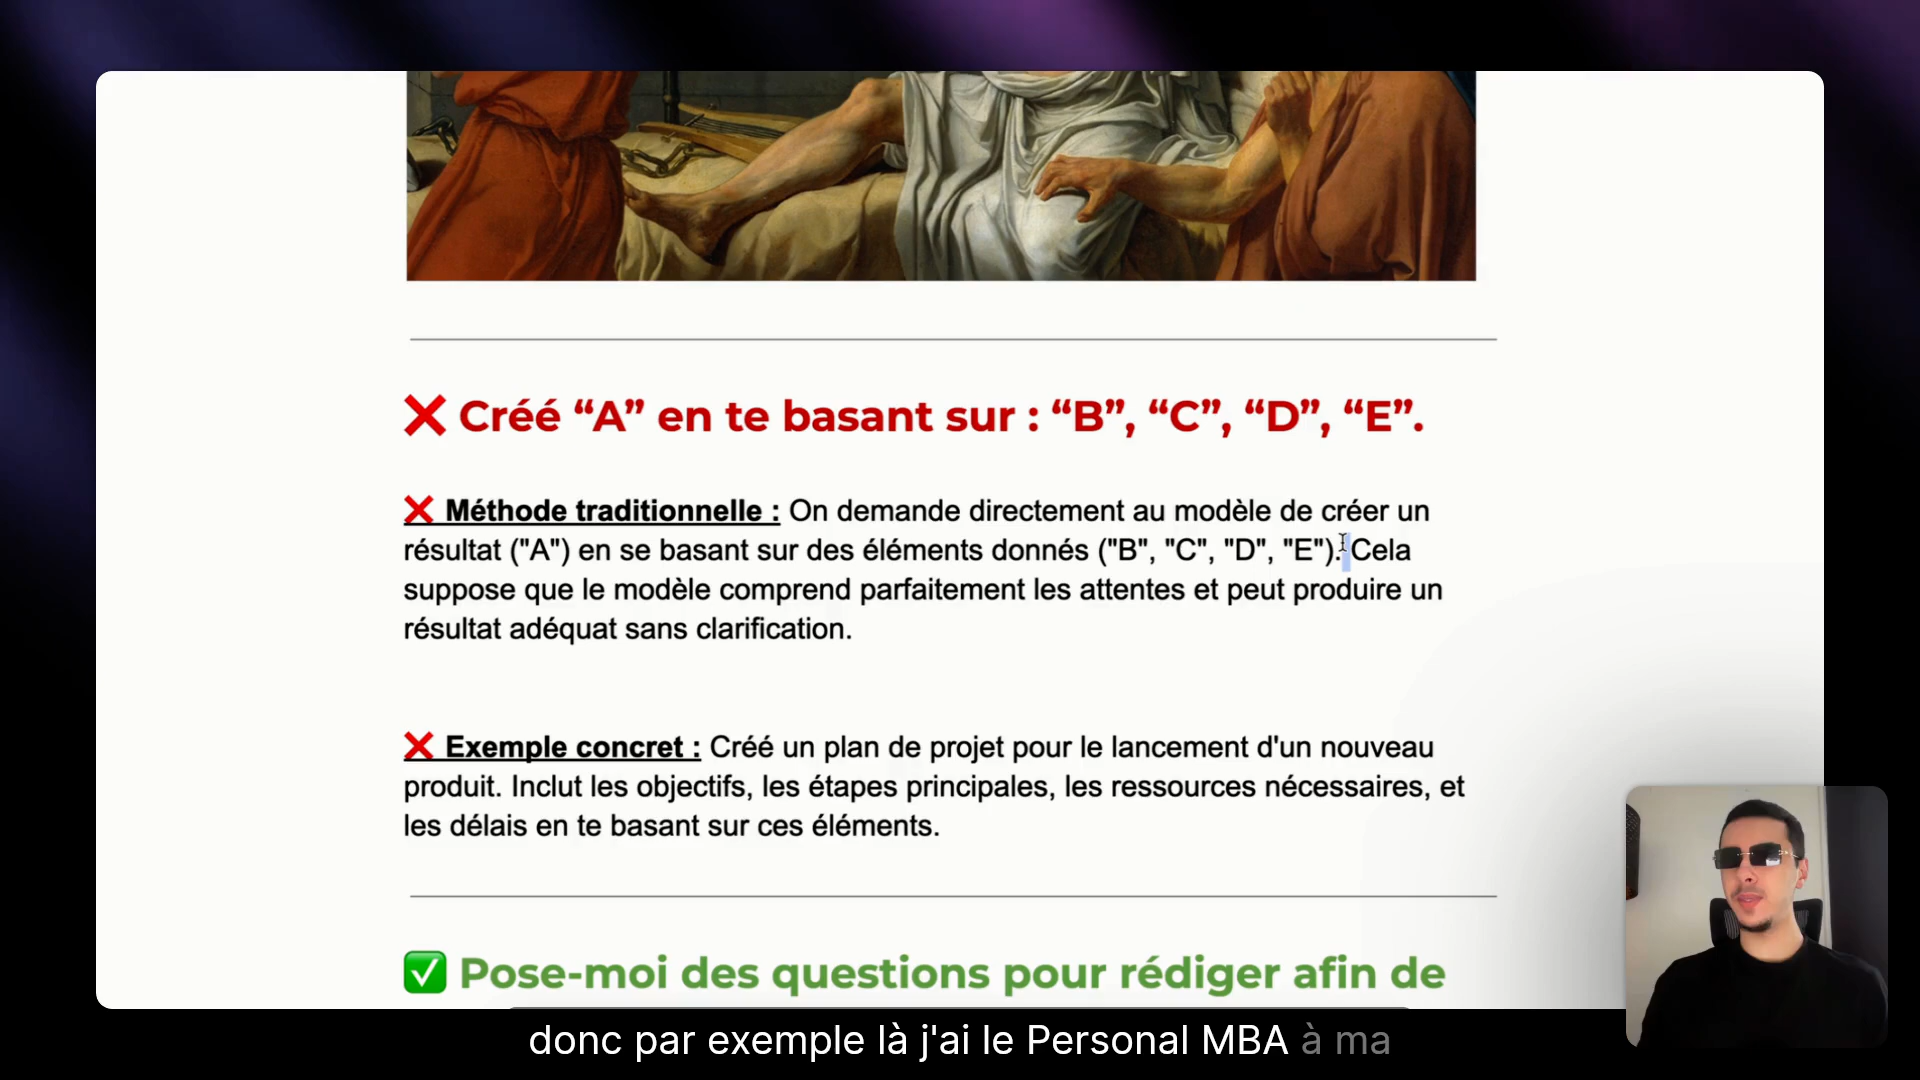 ❌ Créé “A” en te basant sur : “B”, “C”, “D”, “E”.
❌ Méthode traditionnelle : On demande directement au modèle de créer un
résultat ("A") en se basant sur des éléments donnés ("B", "C", "D", "E"). Cela
suppose que le modèle comprend parfaitement les attentes et peut produire un
résultat adéquat sans clarification.
❌ Exemple concret : Créé un plan de projet pour le lancement d'un nouveau
produit. Inclut les objectifs, les étapes principales, les ressources nécessaires, et
les délais en te basant sur ces éléments.
✅ Pose-moi des questions pour rédiger afin de
donc par exemple là j'ai le Personal MBA à ma